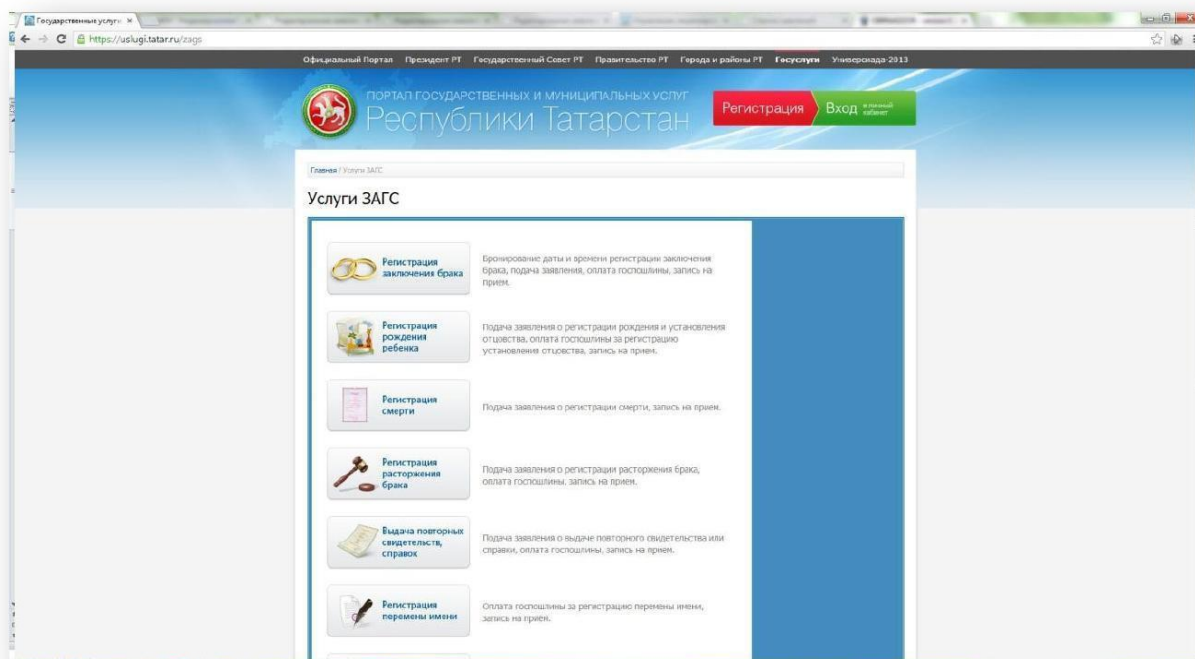 Государственные услуги
https://uslugi.tatar.ru/zags
Официальный Портал Президент РТ Государственный Совет РТ Правительство РТ Города и районы РТ Госуслуги Универсиада-2013
ПОРТАЛ ГОСУДАРСТВЕННЫХ И МУНИЦИПАЛЬНЫХ УСЛУГ
Республики Татарстан
Регистрация
Вход в личный кабинет
Главная / Услуги ЗАГС
Услуги ЗАГС
Регистрация
заключения брака
Бронирование даты и времени регистрации заключения
брака, подача заявления, оплата госпошлины, запись на
прием.
Регистрация
рождения
ребенка
Подача заявления о регистрации рождения и установления
отцовства, оплата госпошлины за регистрацию
установления отцовства, запись на прием.
Регистрация
смерти
Подача заявления о регистрации смерти, запись на прием.
Регистрация
расторжения
брака
Подача заявления о регистрации расторжения брака,
оплата госпошлины, запись на прием.
Выдача повторных
свидетельств,
справок
Подача заявления о выдаче повторного свидетельства или
справки, оплата госпошлины, запись на прием.
Регистрация
перемены имени
Оплата госпошлины за регистрацию перемены имени,
запись на прием.